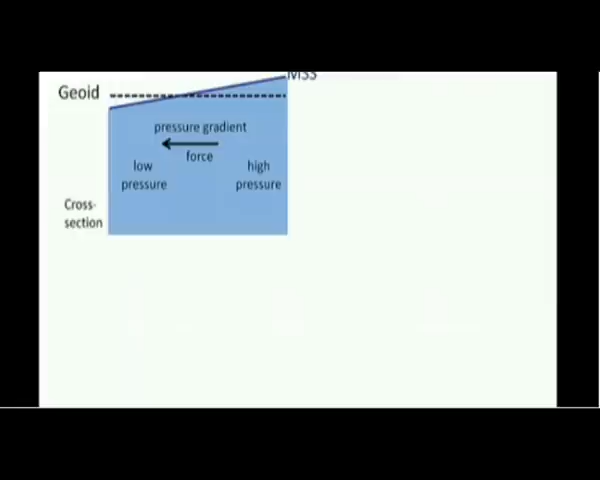 MSS
Geoid
pressure gradient
force
low
pressure
high
pressure
Cross-
section